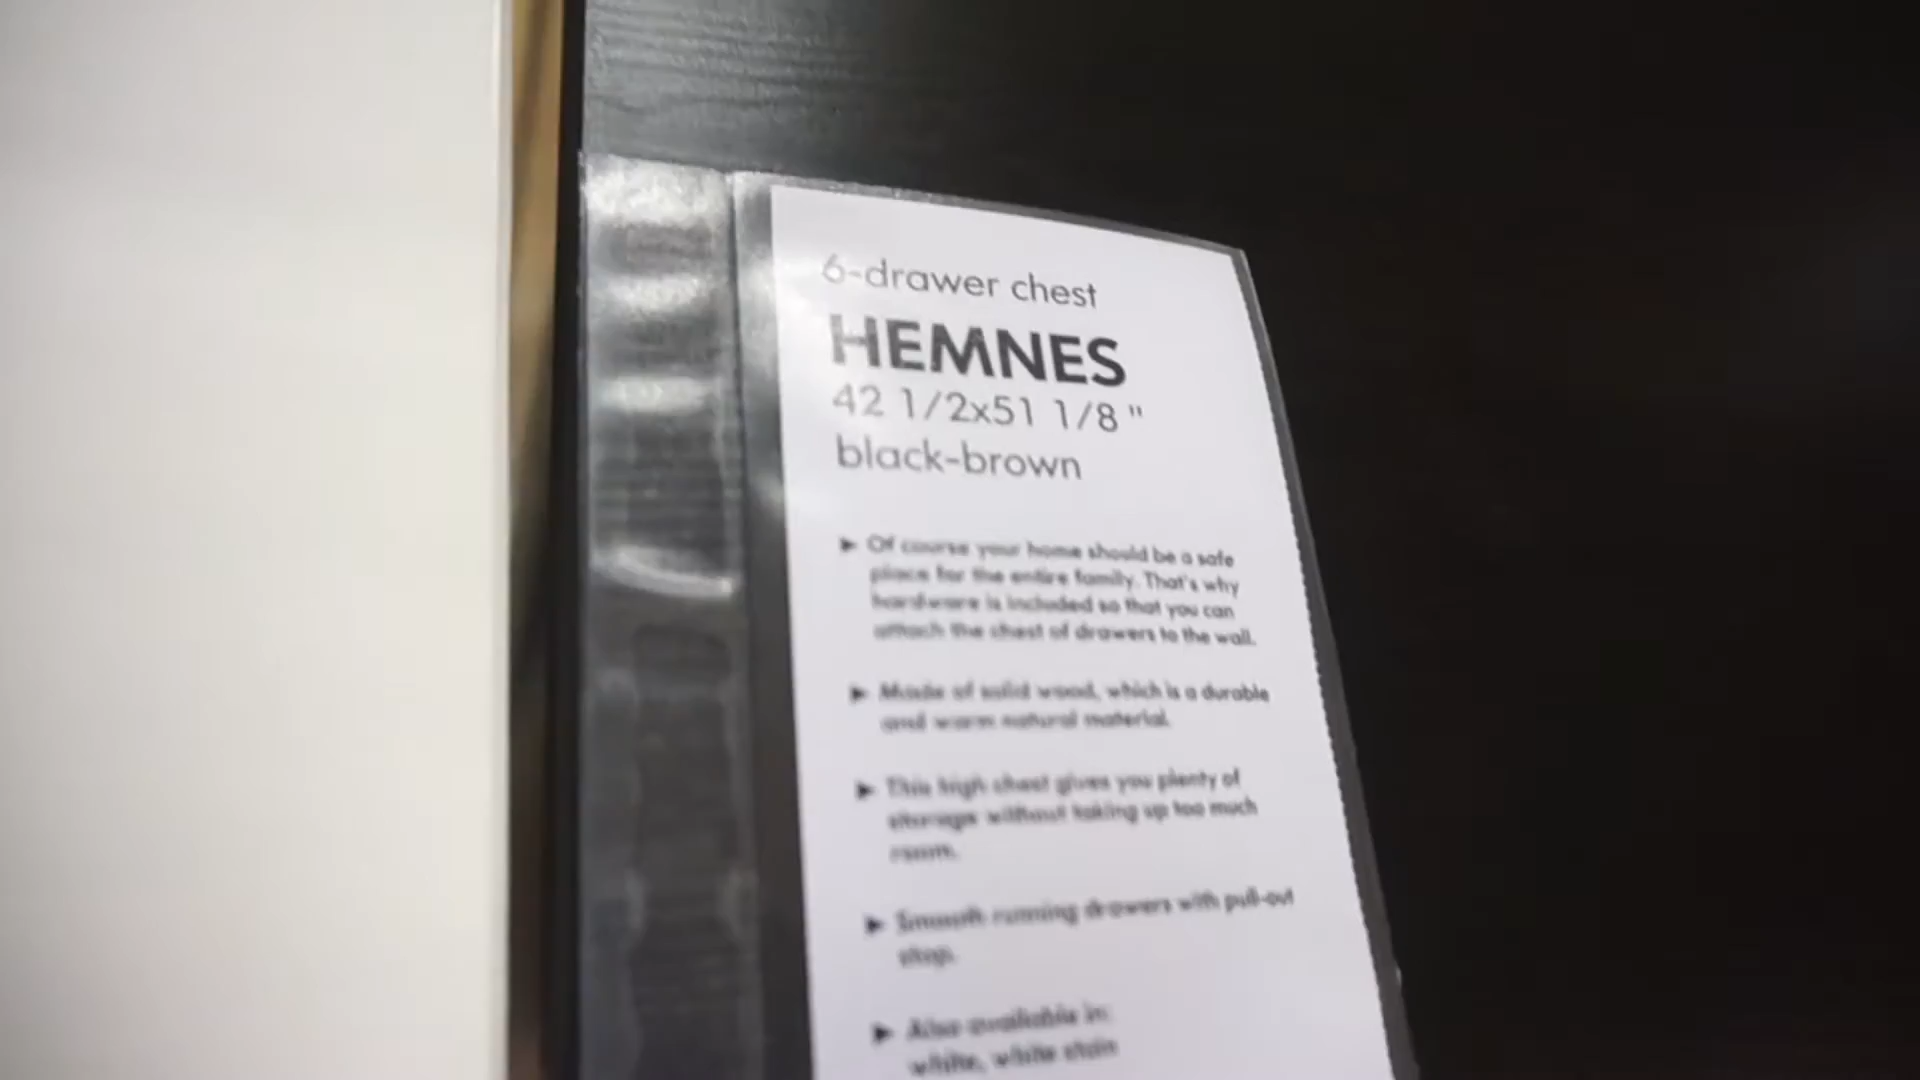 6-drawer chest
HEMNES
42 1/2x51 1/8 "
black-brown
► Of course your home should be a safe
place for the entire family. That's why
hardware is included so that you can
attach the chest of drawers to the wall.
► Made of solid wood, which is a durable
and warm natural material.
► This high chest gives you plenty of
storage without taking up too much
room.
► Smooth running drawers with pull-out
stop.
► Also available in:
white, white stain